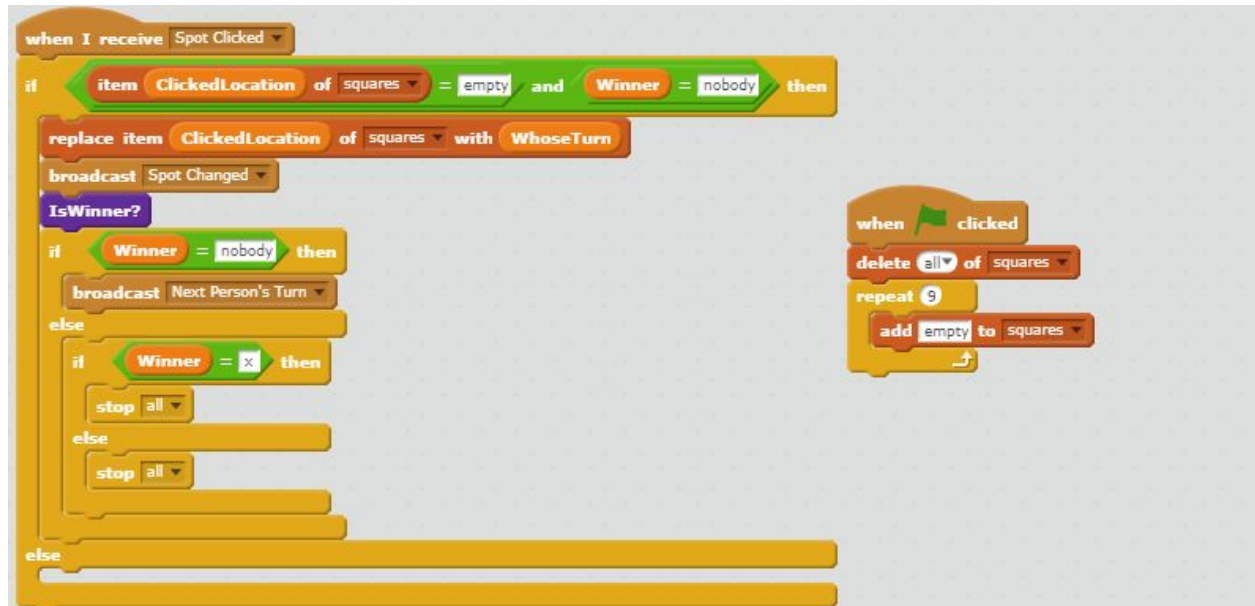 when I receive Spot Clicked
if item ClickedLocation of squares = empty and Winner = nobody then
replace item ClickedLocation of squares with WhoseTurn
broadcast Spot Changed
IsWinner?
if Winner = nobody then
broadcast Next Person's Turn
else
if Winner = x then
stop all
else
stop all
else
when clicked
delete all of squares
repeat 9
add empty to squares